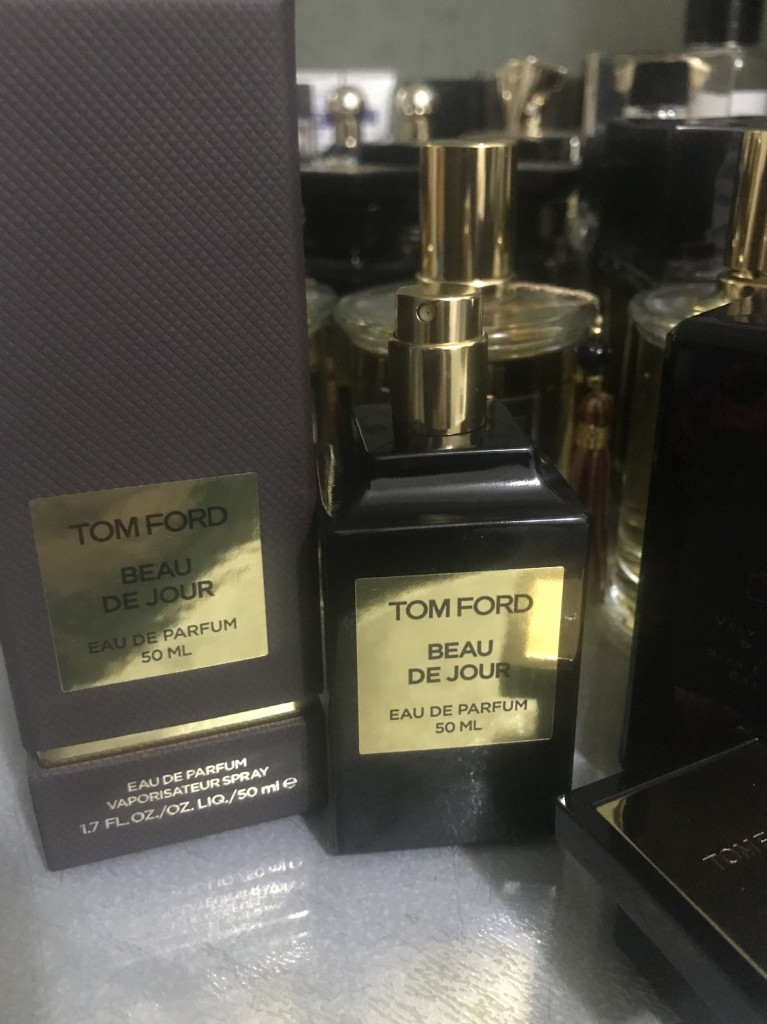 TOM FORD
BEAU
DE JOUR
EAU DE PARFUM
50 ML
EAU DE PARFUM
VAPORISATEUR SPRAY
1.7 FL.OZ./OZ. LIQ./50 ml ℮
TOM FORD
BEAU
DE JOUR
EAU DE PARFUM
50 ML
&
TOM